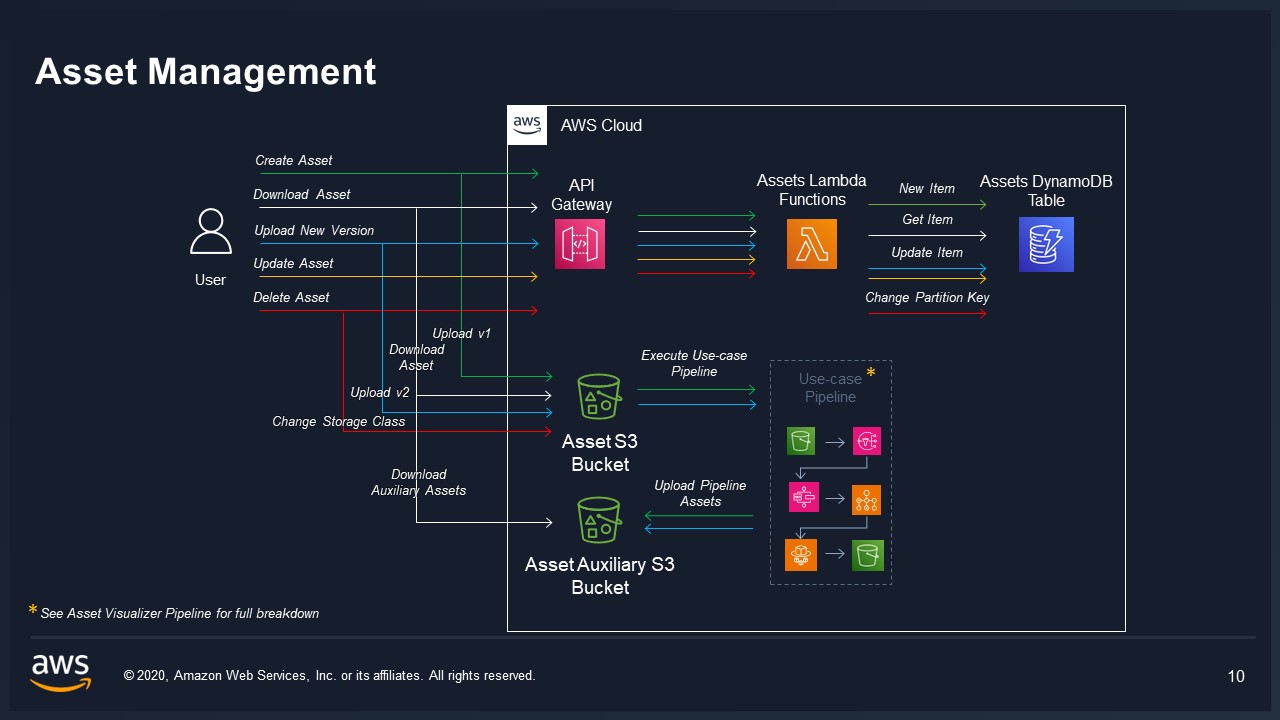 Asset Management
aws
AWS Cloud
Create Asset
Download Asset
Upload New Version
Update Asset
Delete Asset
User
API
Gateway
Assets Lambda
Functions
New Item
Get Item
Update Item
Change Partition Key
Assets DynamoDB
Table
Upload v1
Download
Asset
Upload v2
Change Storage Class
Download
Auxiliary Assets
Execute Use-case
Pipeline
Asset S3
Bucket
Upload Pipeline
Assets
Asset Auxiliary S3
Bucket
Use-case *
Pipeline
* See Asset Visualizer Pipeline for full breakdown
aws
© 2020, Amazon Web Services, Inc. or its affiliates. All rights reserved.
10